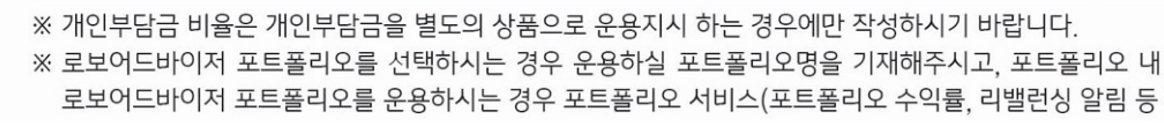 ※ 개인부담금 비율은 개인부담금을 별도의 상품으로 운용지시 하는 경우에만 작성하시기 바랍니다.
※ 로보어드바이저 포트폴리오를 선택하시는 경우 운용하실 포트폴리오명을 기재해주시고, 포트폴리오 내
로보어드바이저 포트폴리오를 운용하시는 경우 포트폴리오 서비스(포트폴리오 수익률, 리밸런싱 알림 등